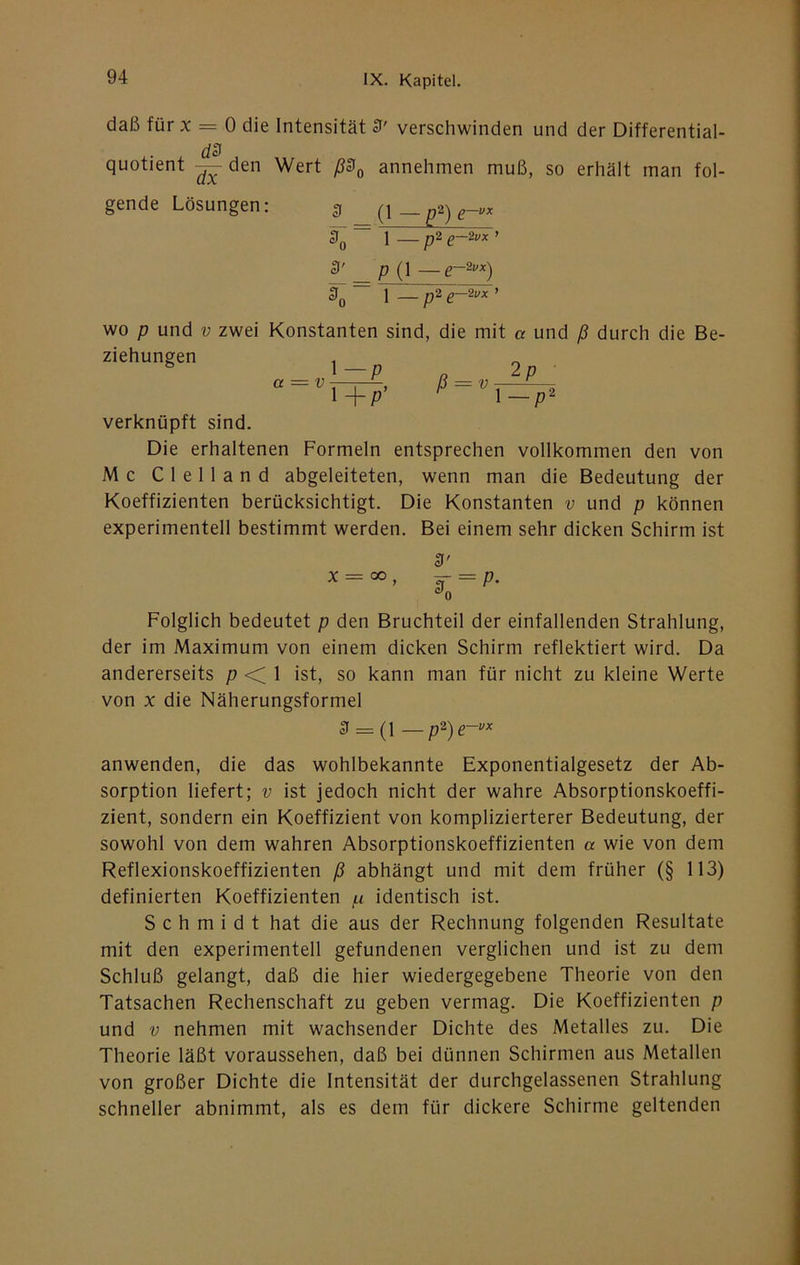 94
IX. Kapitel.
daß für x = 0 die Intensität ℑ′ verschwinden und der Differential-
quotient dℑ/dx den Wert βℑ₀ annehmen muß, so erhält man fol-
gende Lösungen:
ℑ/ℑ₀ = (1 — p²) e^(—νx) / (1 — p² e^(—2νx)) ,
ℑ′/ℑ₀ = p (1 — e^(—2νx)) / (1 — p² e^(—2νx)) ,
wo p und ν zwei Konstanten sind, die mit α und β durch die Be-
ziehungen
α = ν (1 — p)/(1 + p), β = ν 2p/(1 — p²)
verknüpft sind.
Die erhaltenen Formeln entsprechen vollkommen den von
Mc Clelland abgeleiteten, wenn man die Bedeutung der
Koeffizienten berücksichtigt. Die Konstanten ν und p können
experimentell bestimmt werden. Bei einem sehr dicken Schirm ist
x = ∞ , ℑ′/ℑ₀ = p.
Folglich bedeutet p den Bruchteil der einfallenden Strahlung,
der im Maximum von einem dicken Schirm reflektiert wird. Da
andererseits p < 1 ist, so kann man für nicht zu kleine Werte
von x die Näherungsformel
ℑ = (1 — p²) e^(—νx)
anwenden, die das wohlbekannte Exponentialgesetz der Ab-
sorption liefert; ν ist jedoch nicht der wahre Absorptionskoeffi-
zient, sondern ein Koeffizient von komplizierterer Bedeutung, der
sowohl von dem wahren Absorptionskoeffizienten α wie von dem
Reflexionskoeffizienten β abhängt und mit dem früher (§ 113)
definierten Koeffizienten μ identisch ist.
Schmidt hat die aus der Rechnung folgenden Resultate
mit den experimentell gefundenen verglichen und ist zu dem
Schluß gelangt, daß die hier wiedergegebene Theorie von den
Tatsachen Rechenschaft zu geben vermag. Die Koeffizienten p
und ν nehmen mit wachsender Dichte des Metalles zu. Die
Theorie läßt voraussehen, daß bei dünnen Schirmen aus Metallen
von großer Dichte die Intensität der durchgelassenen Strahlung
schneller abnimmt, als es dem für dickere Schirme geltenden